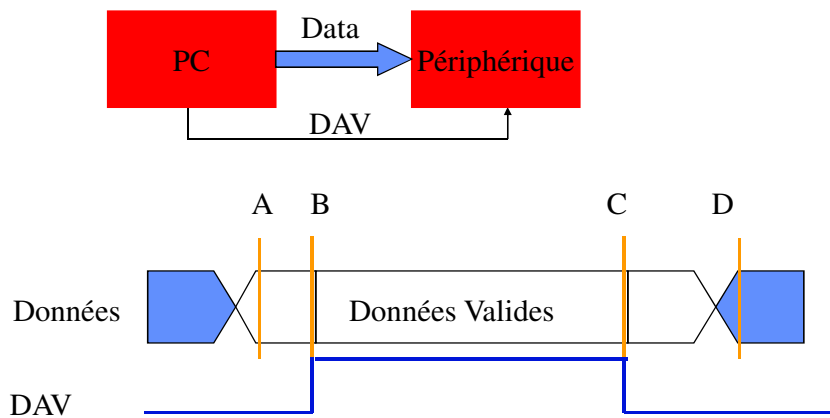 Data
PC
Périphérique
DAV
A B C D
Données
Données Valides
DAV